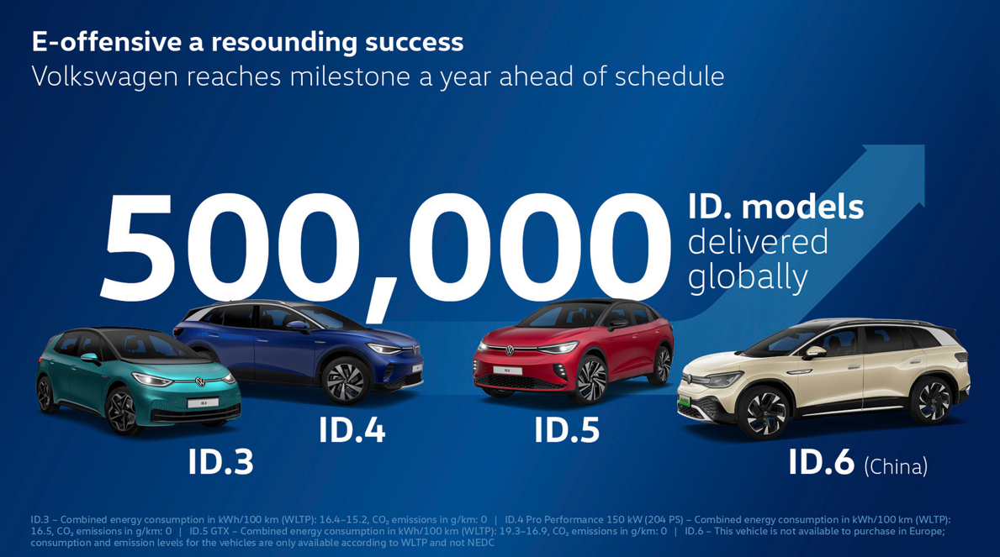 E-offensive a resounding success
Volkswagen reaches milestone a year ahead of schedule
500,000
ID. models
delivered
globally
ID.3
ID.4
ID.5
ID.6 (China)
ID.3 – Combined energy consumption in kWh/100 km (WLTP): 16.4–15.2, CO₂ emissions in g/km: 0 | ID.4 Pro Performance 150 kW (204 PS) – Combined energy consumption in kWh/100 km (WLTP):
16.5, CO₂ emissions in g/km: 0 | ID.5 GTX – Combined energy consumption in kWh/100 km (WLTP): 19.3–16.9, CO₂ emissions in g/km: 0 | ID.6 – This vehicle is not available to purchase in Europe;
consumption and emission levels for the vehicles are only available according to WLTP and not NEDC